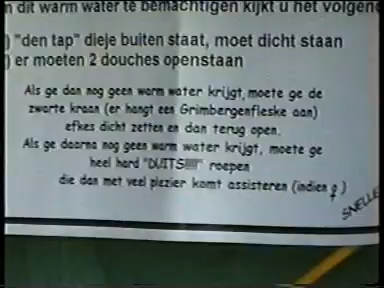 n dit warm water te bemachtigen kijkt u het volgend
) "den tap" dieje buiten staat, moet dicht staan
) er moeten 2 douches openstaan
Als ge dan nog geen warm water krijgt, moete ge de
zwarte kraan (er hangt een Grimbergenfleske aan)
efkes dicht zetten en dan terug open.
Als ge daarna nog geen warm water krijgt, moete ge
heel hard "DUITS!!!!!" roepen
die dan met veel plezier komt assisteren (indien ♀)
SNELLE